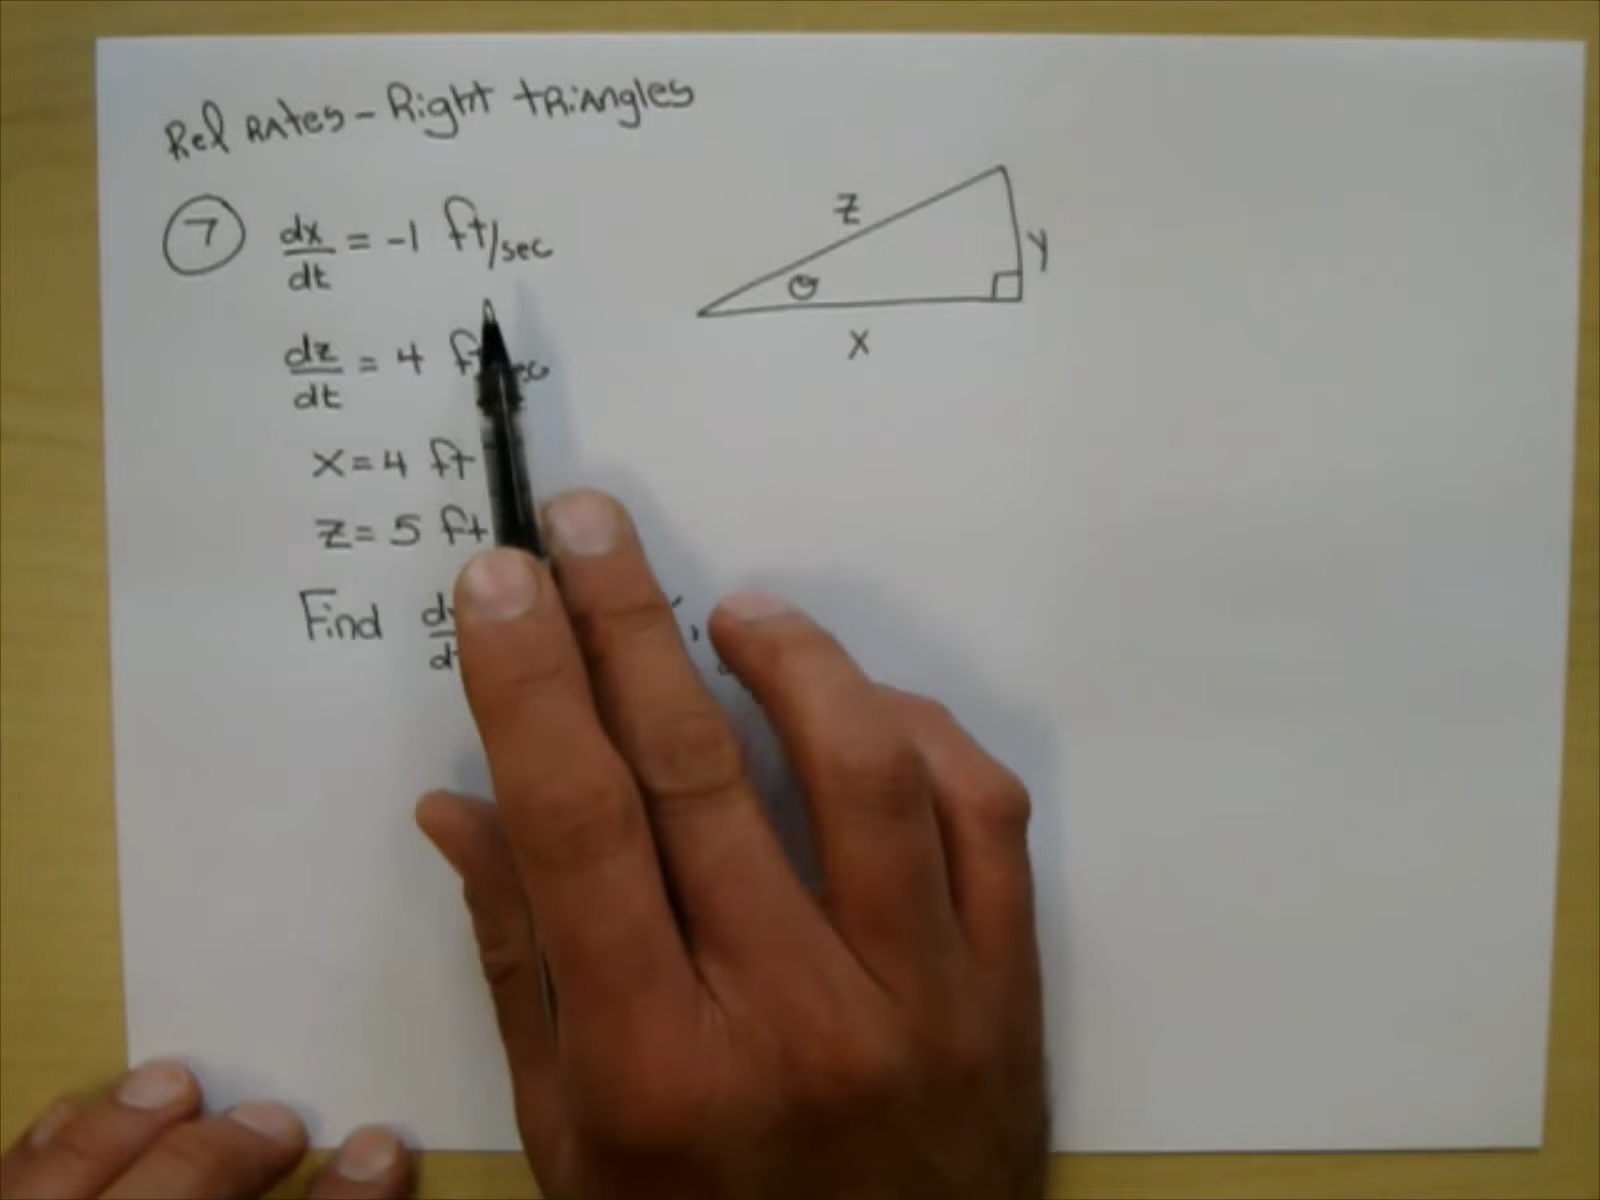 Rel Rates - Right triangles
7 dx/dt = -1 ft/sec
dz/dt = 4
x = 4 ft
z = 5 ft
Find
z
θ
y
x